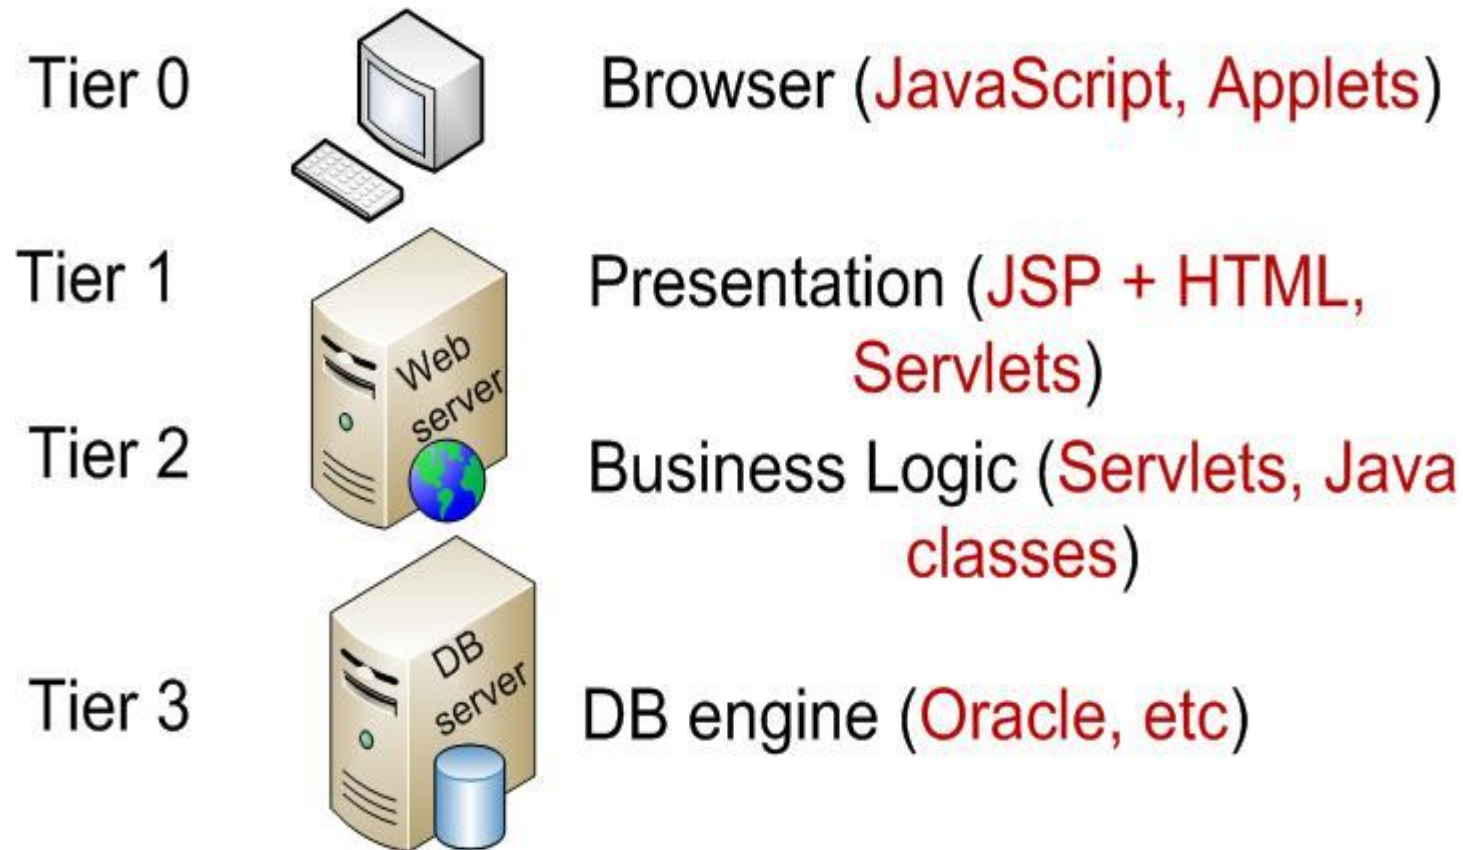 Tier 0
Browser (JavaScript, Applets)
Tier 1
Presentation (JSP + HTML,
Servlets)
Web
server
Tier 2
Business Logic (Servlets, Java
classes)
DB
server
Tier 3
DB engine (Oracle, etc)